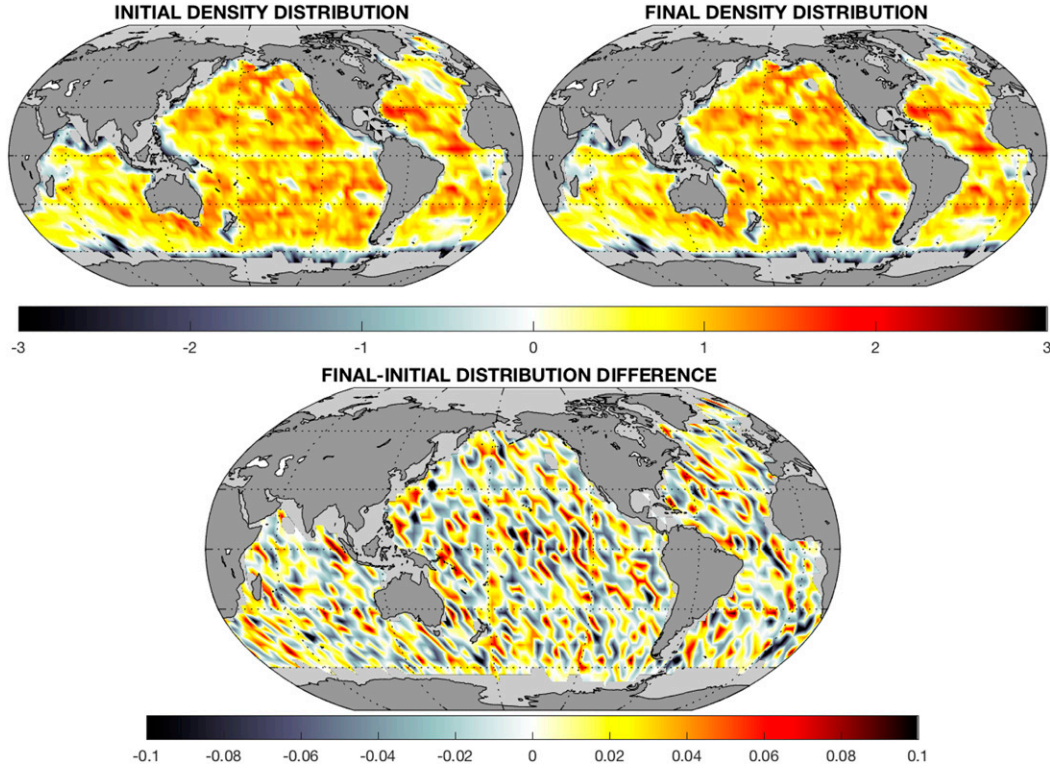 INITIAL DENSITY DISTRIBUTION FINAL DENSITY DISTRIBUTION
-3 -2 -1 0 1 2 3
FINAL-INITIAL DISTRIBUTION DIFFERENCE
-0.1 -0.08 -0.06 -0.04 -0.02 0 0.02 0.04 0.06 0.08 0.1